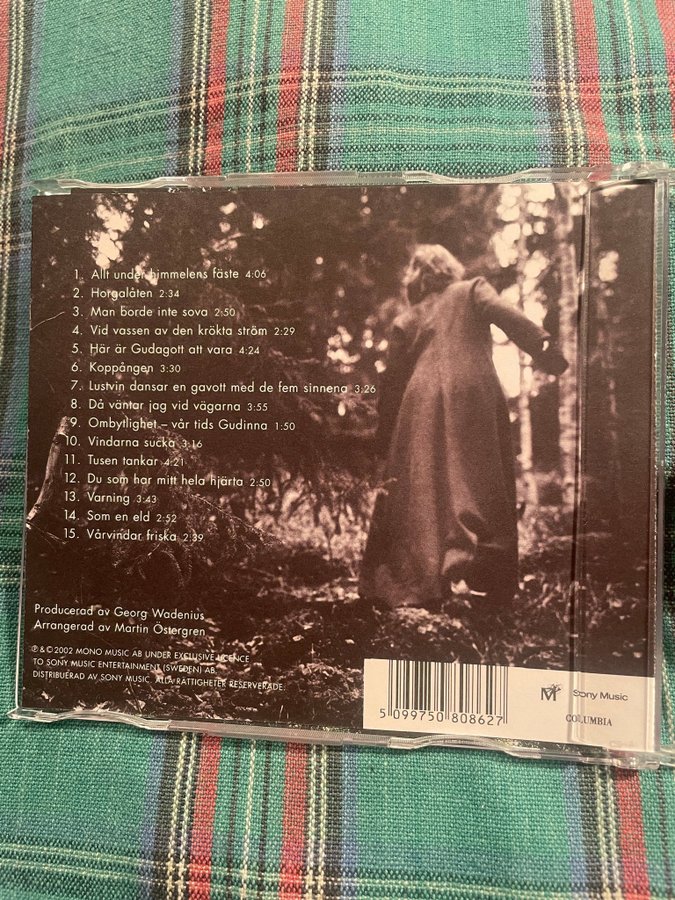 1. Allt under himmelens fäste 4:06
2. Horgalåten 2:34
3. Man borde inte sova 2:50
4. Vid vassen av den krökta ström 2:29
5. Här är Gudagott att vara 4:24
6. Koppången 3:30
7. Lustvin dansar en gavott med de fem sinnena 3:26
8. Då väntar jag vid vägarna 3:55
9. Ombytlighet – vår tids Gudinna 1:50
10. Vindarna sucka 3:16
11. Tusen tankar 4:21
12. Du som har mitt hela hjärta 2:50
13. Varning 3:43
14. Som en eld 2:52
15. Vårvindar friska 2:39
Producerad av Georg Wadenius
Arrangerad av Martin Östergren
℗ & © 2002 MONO MUSIC AB UNDER EXCLUSIVE LICENCE
TO SONY MUSIC ENTERTAINMENT (SWEDEN) AB.
DISTRIBUERAD AV SONY MUSIC. ALLA RÄTTIGHETER RESERVERADE.
5 099750 808627
M Sony Music
COLUMBIA